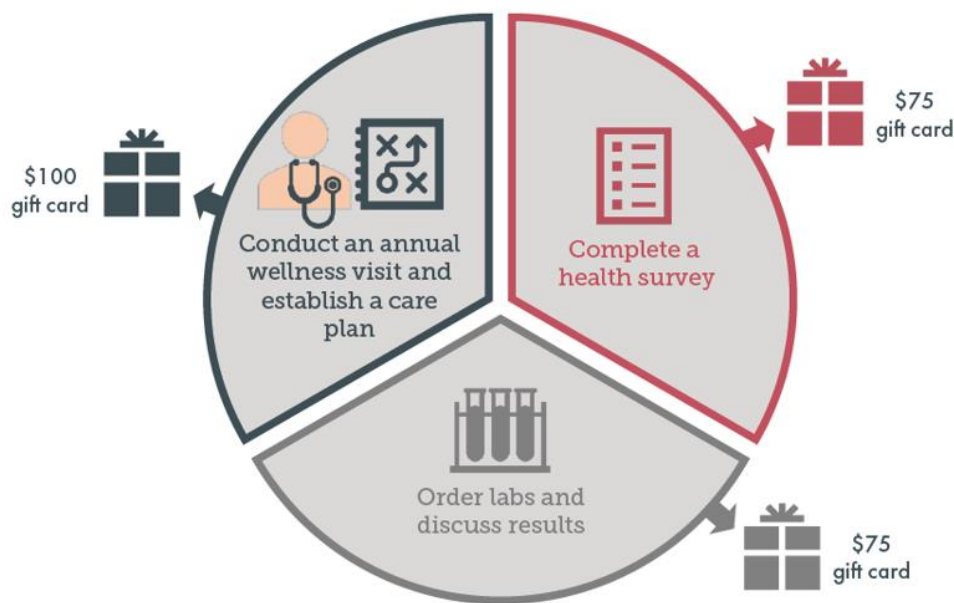 $100
gift card
Conduct an annual
wellness visit and
establish a care
plan
Complete a
health survey
$75
gift card
Order labs and
discuss results
$75
gift card